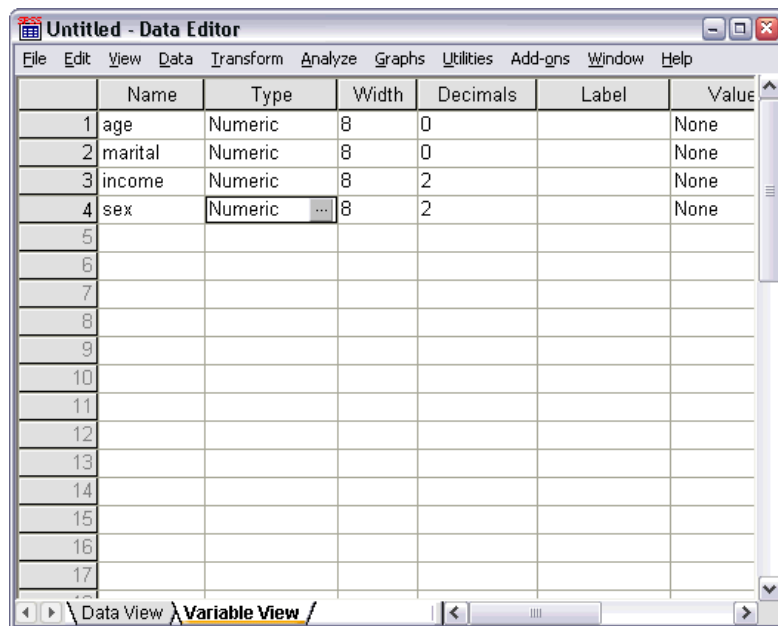 SPSS
Untitled - Data Editor
File Edit View Data Transform Analyze Graphs Utilities Add-ons Window Help
Name Type Width Decimals Label Value
1 age Numeric 8 0 None
2 marital Numeric 8 0 None
3 income Numeric 8 2 None
4 sex Numeric ... 8 2 None
5
6
7
8
9
10
11
12
13
14
15
16
17
Data View Variable View